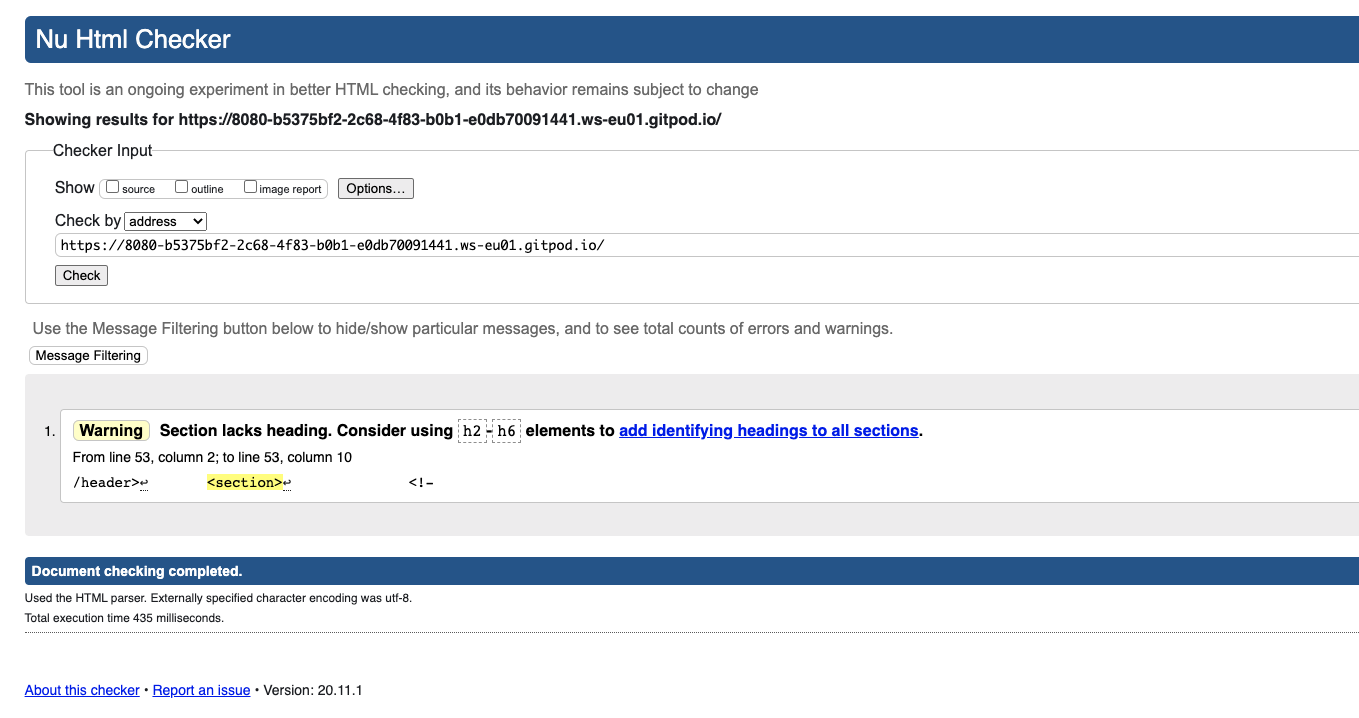 Nu Html Checker
This tool is an ongoing experiment in better HTML checking, and its behavior remains subject to change
Showing results for https://8080-b5375bf2-2c68-4f83-b0b1-e0db70091441.ws-eu01.gitpod.io/
Checker Input
Show source outline image report Options...
Check by address
https://8080-b5375bf2-2c68-4f83-b0b1-e0db70091441.ws-eu01.gitpod.io/
Check
Use the Message Filtering button below to hide/show particular messages, and to see total counts of errors and warnings.
Message Filtering
1. Warning Section lacks heading. Consider using h2-h6 elements to add identifying headings to all sections.
From line 53, column 2; to line 53, column 10
/header>↩ <section>↩ <!–
Document checking completed.
Used the HTML parser. Externally specified character encoding was utf-8.
Total execution time 435 milliseconds.
About this checker • Report an issue • Version: 20.11.1